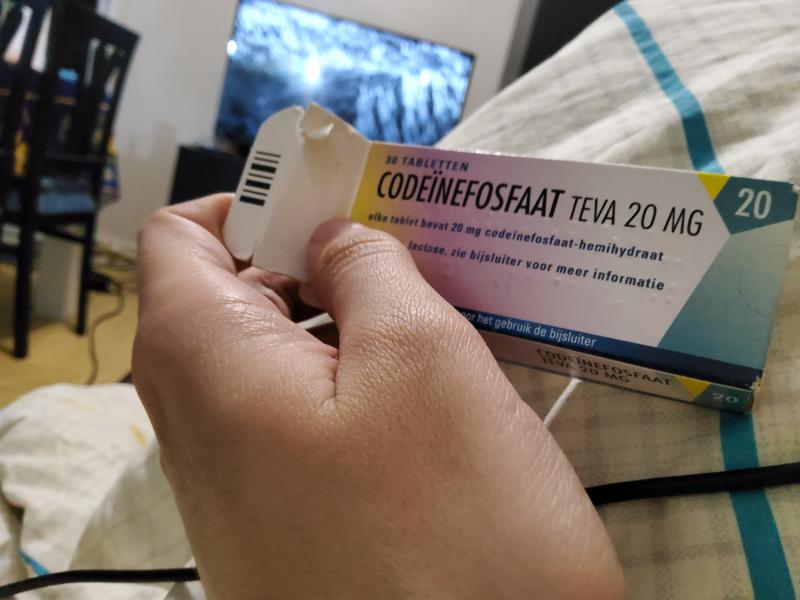 30 TABLETTEN
CODEÏNEFOSFAAT TEVA 20 MG
20
elke tablet bevat 20 mg codeïnefosfaat-hemihydraat
lactose, zie bijsluiter voor meer informatie
het gebruik de bijsluiter
CODEÏNEFOSFAAT
TEVA 20 MG
20